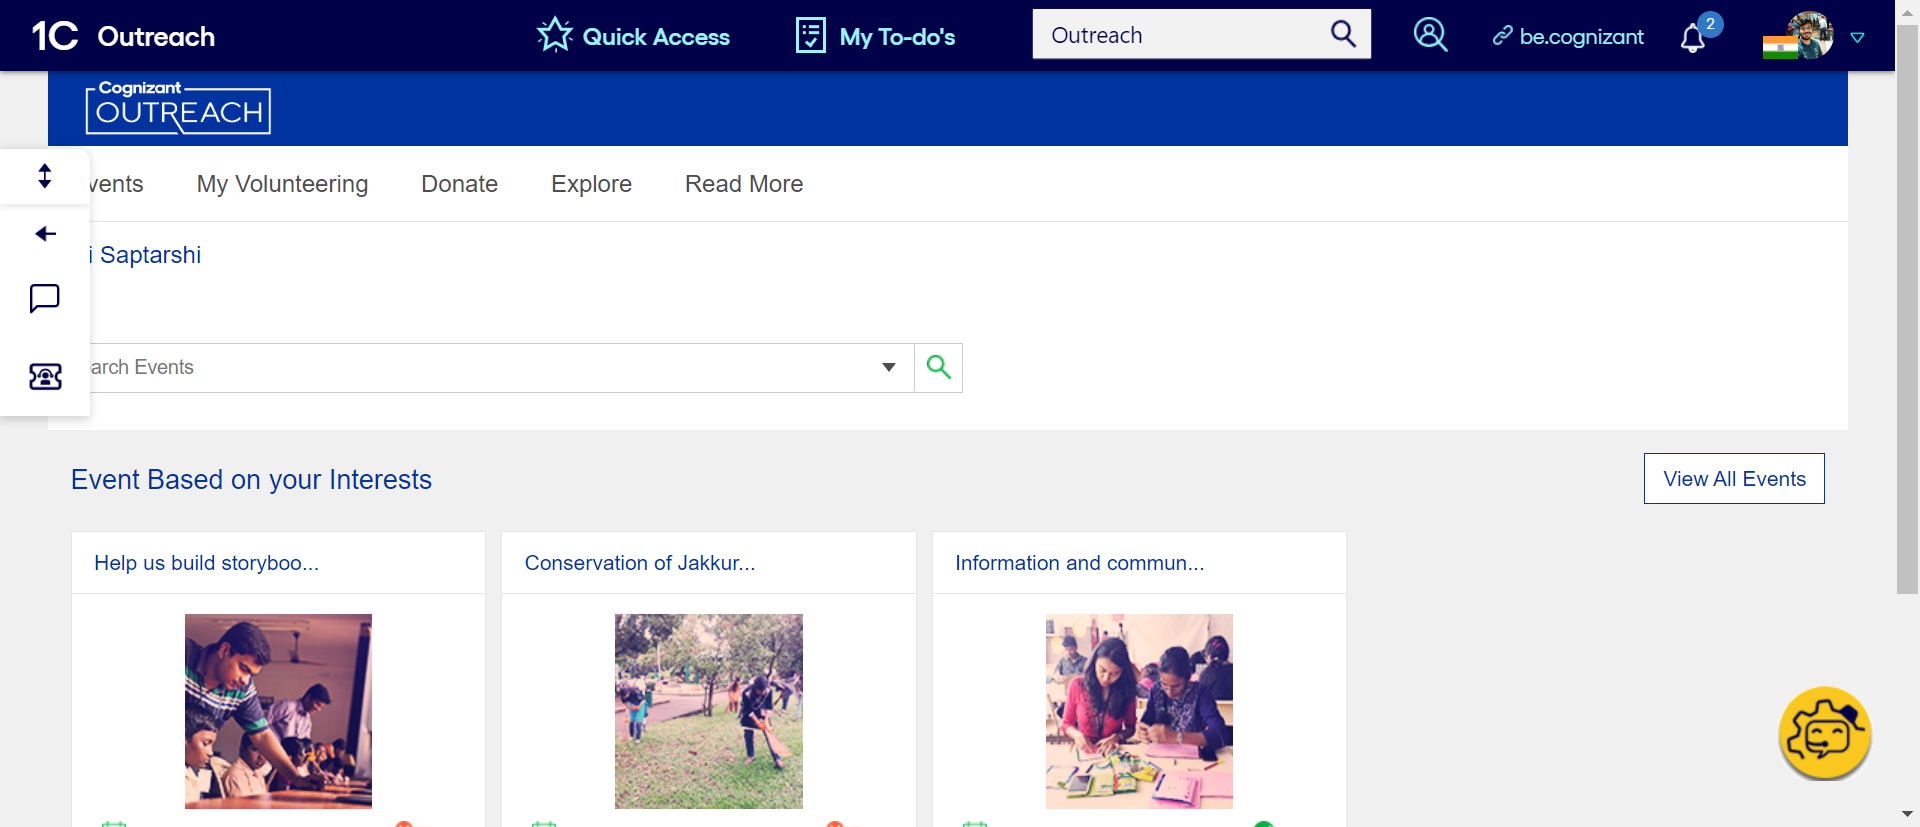 1C Outreach Quick Access My To-do's Outreach be.cognizant 2
Cognizant
OUTREACH
vents My Volunteering Donate Explore Read More
i Saptarshi
arch Events
Event Based on your Interests View All Events
Help us build storyboo... Conservation of Jakkur... Information and commun...